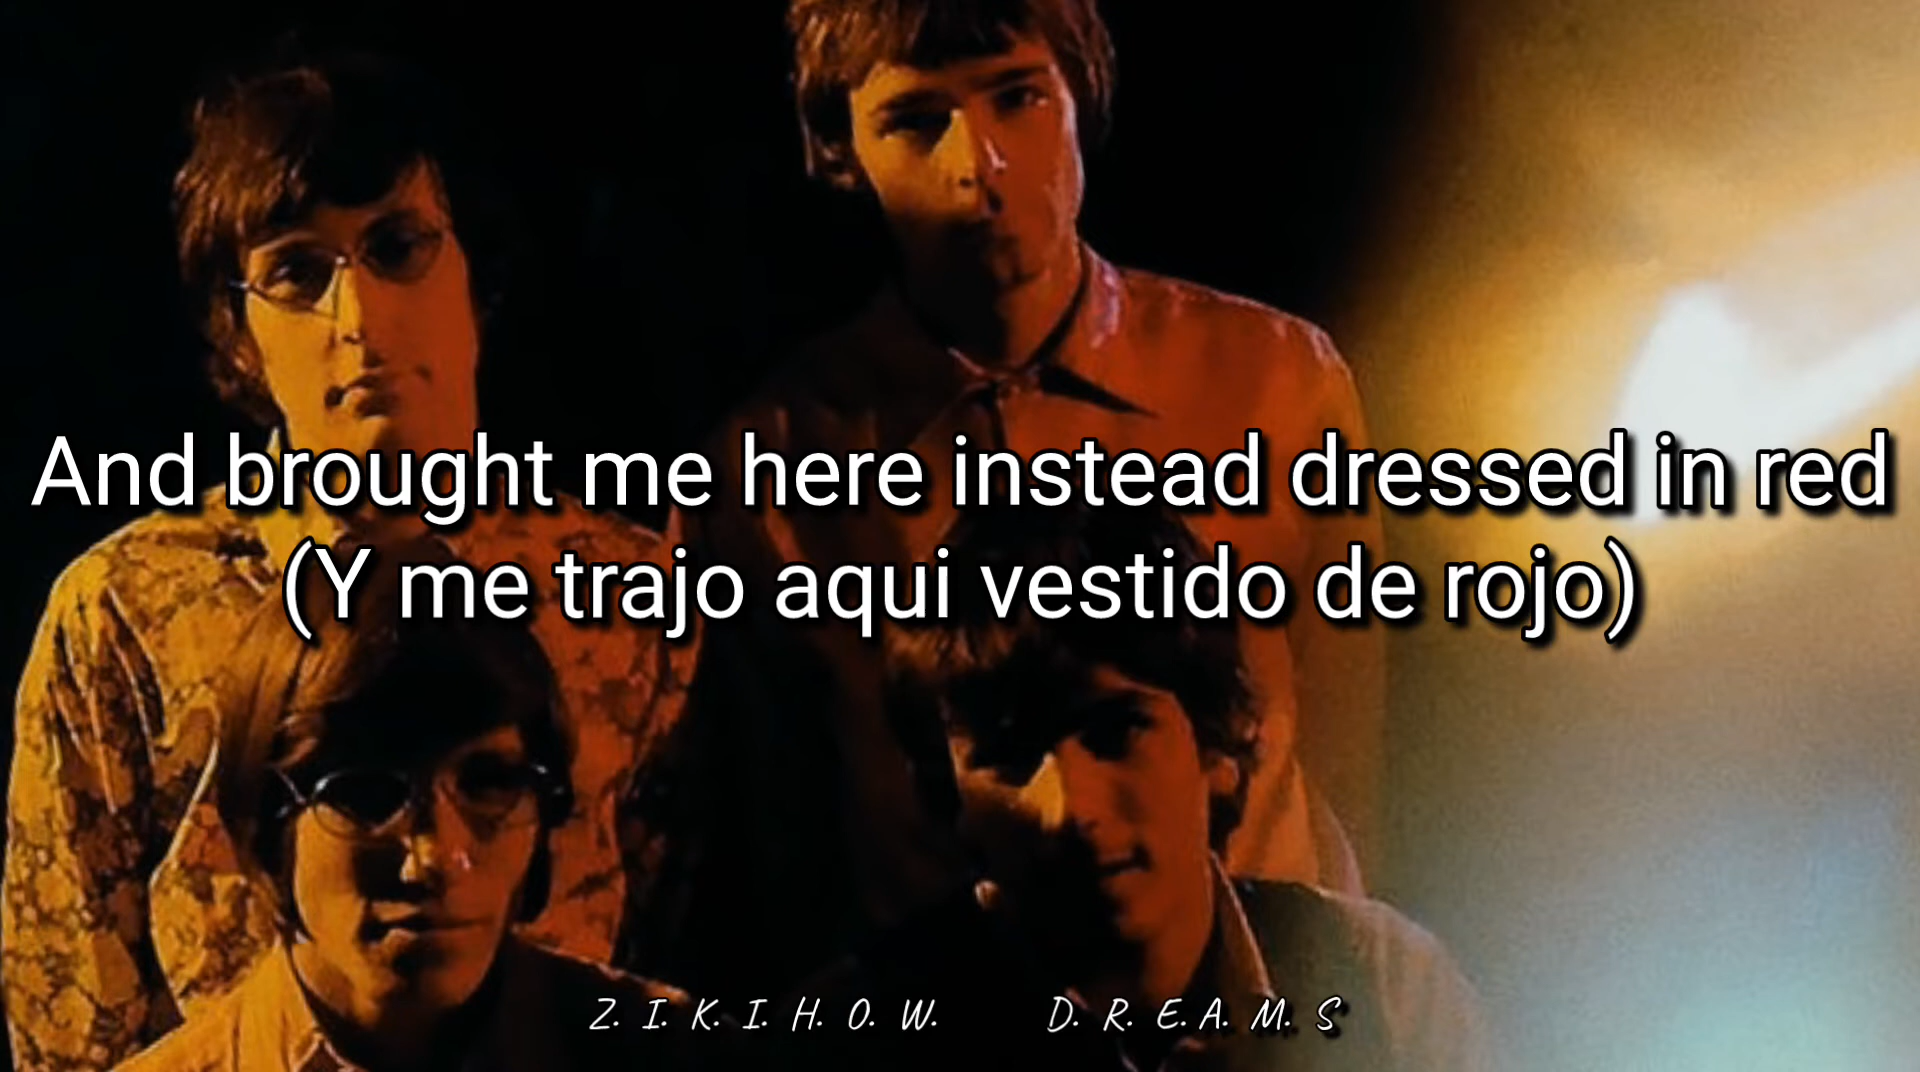 And brought me here instead dressed in red
(Y me trajo aqui vestido de rojo)
Z. I. K. I. H. O. W. D. R. E. A. M. S